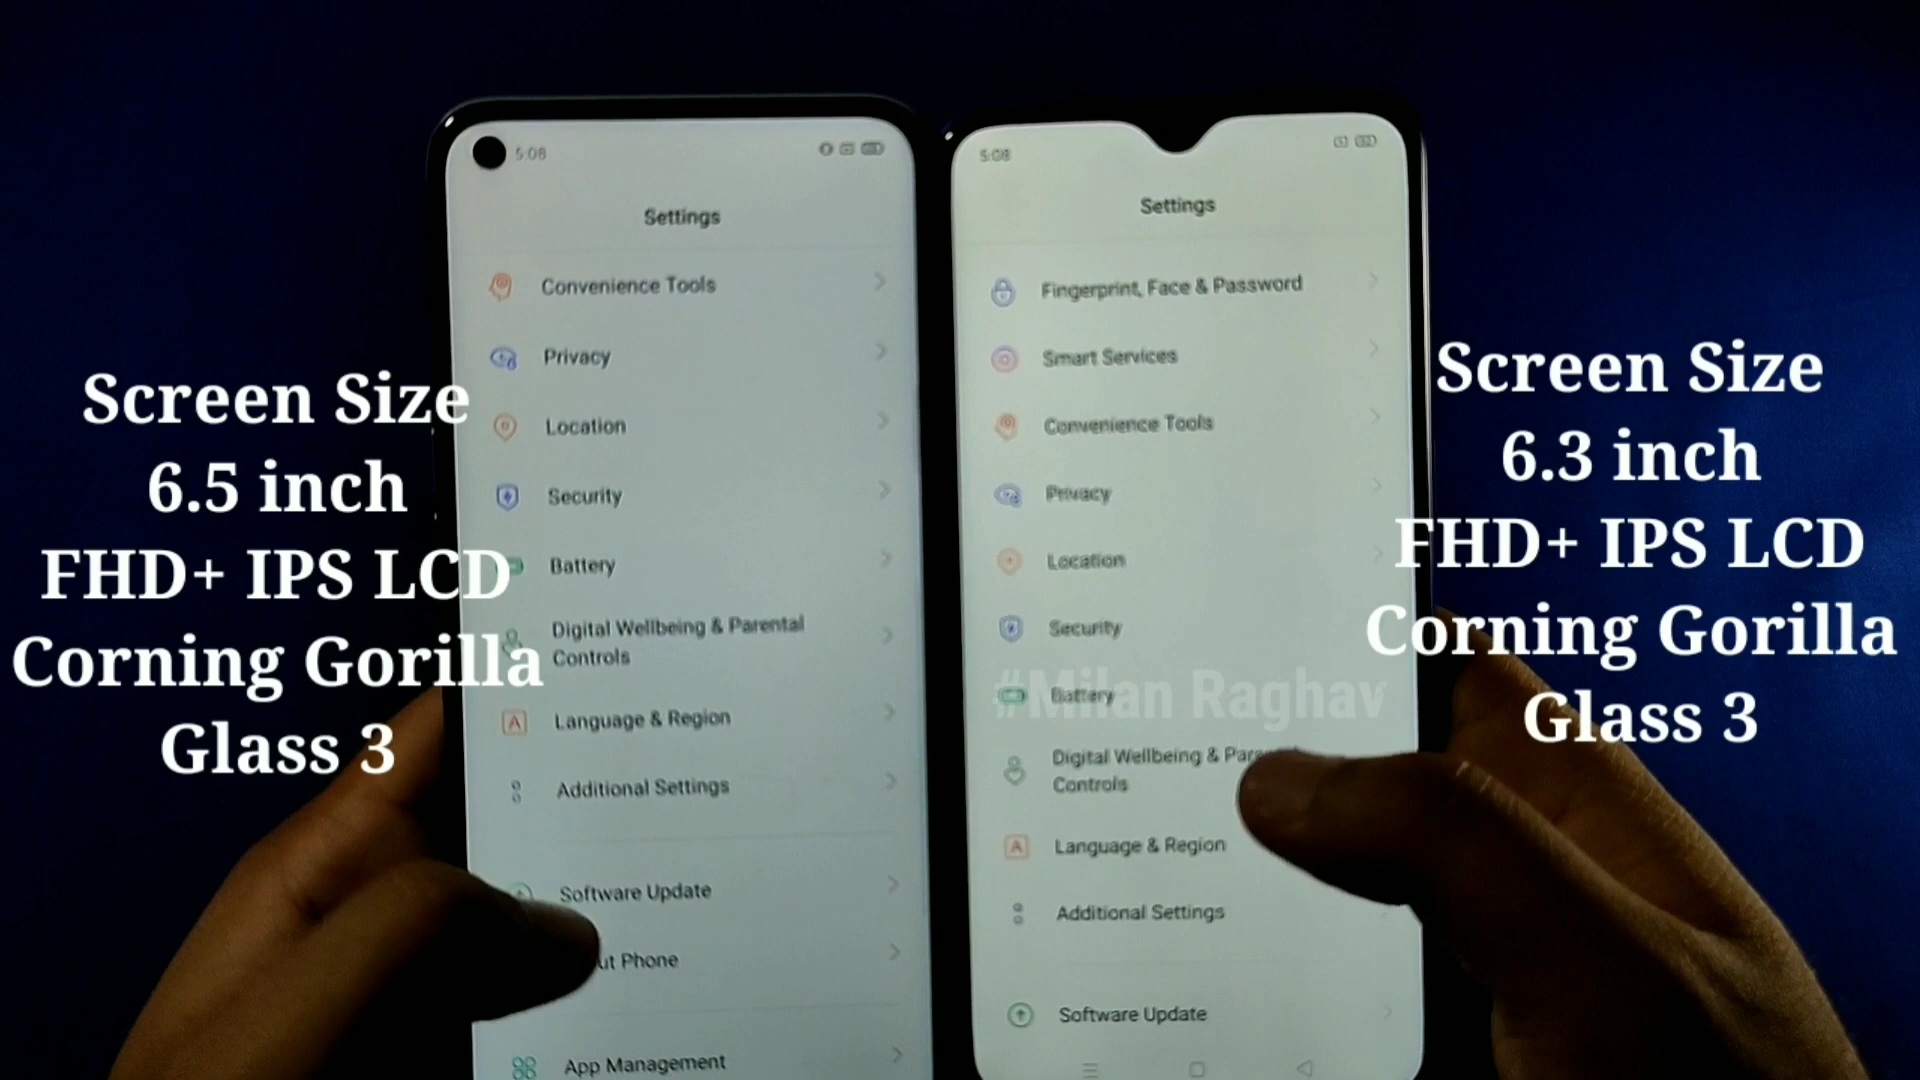 Screen Size
6.5 inch
FHD+ IPS LCD
Corning Gorilla
Glass 3
5:08
Settings
Convenience Tools
Privacy
Location
Security
Battery
Digital Wellbeing & Parental
Controls
Language & Region
Additional Settings
Software Update
ut Phone
App Management
5:08
Settings
Fingerprint, Face & Password
Smart Services
Convenience Tools
Privacy
Location
Security
Battery
#Milan Raghav
Digital Wellbeing & Pare
Controls
Language & Region
Additional Settings
Software Update
Screen Size
6.3 inch
FHD+ IPS LCD
Corning Gorilla
Glass 3